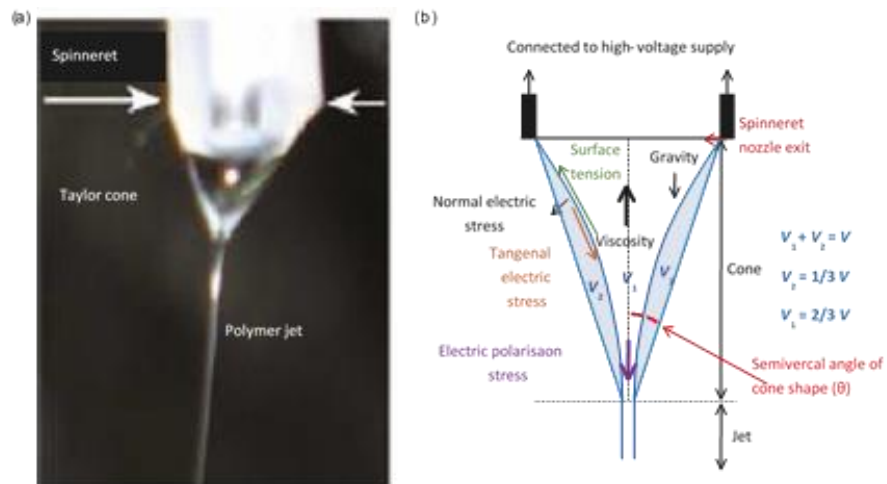 (a)
Spinneret
Taylor cone
Polymer jet
(b)
Connected to high-voltage supply
Spinneret
nozzle exit
Surface
tension
Gravity
Normal electric
stress
Viscosity
Tangenal
electric
stress
V₂
V₁
V₂
Cone
V₁ + V₂ = V
V₂ = 1/3 V
V₁ = 2/3 V
Electric polarisaon
stress
Semivercal angle of
cone shape (θ)
Jet